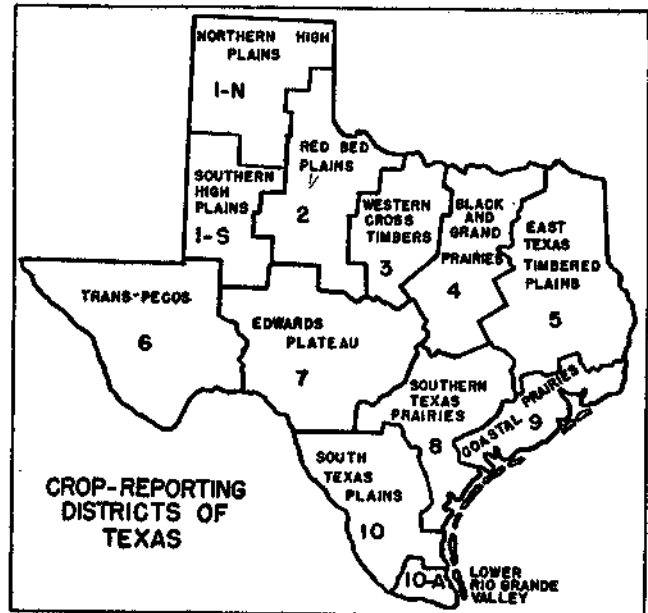 NORTHERN HIGH
PLAINS
1-N
SOUTHERN
HIGH
PLAINS
1-S
RED BED
PLAINS
2
WESTERN
CROSS
TIMBERS
3
BLACK AND
GRAND
PRAIRIES
4
EAST
TEXAS
TIMBERED
PLAINS
5
TRANS-PECOS
6
EDWARDS
PLATEAU
7
SOUTHERN
TEXAS
PRAIRIES
8
COASTAL PRAIRIES
9
SOUTH
TEXAS
PLAINS
10
10-A
LOWER
RIO GRANDE
VALLEY
CROP-REPORTING
DISTRICTS OF
TEXAS